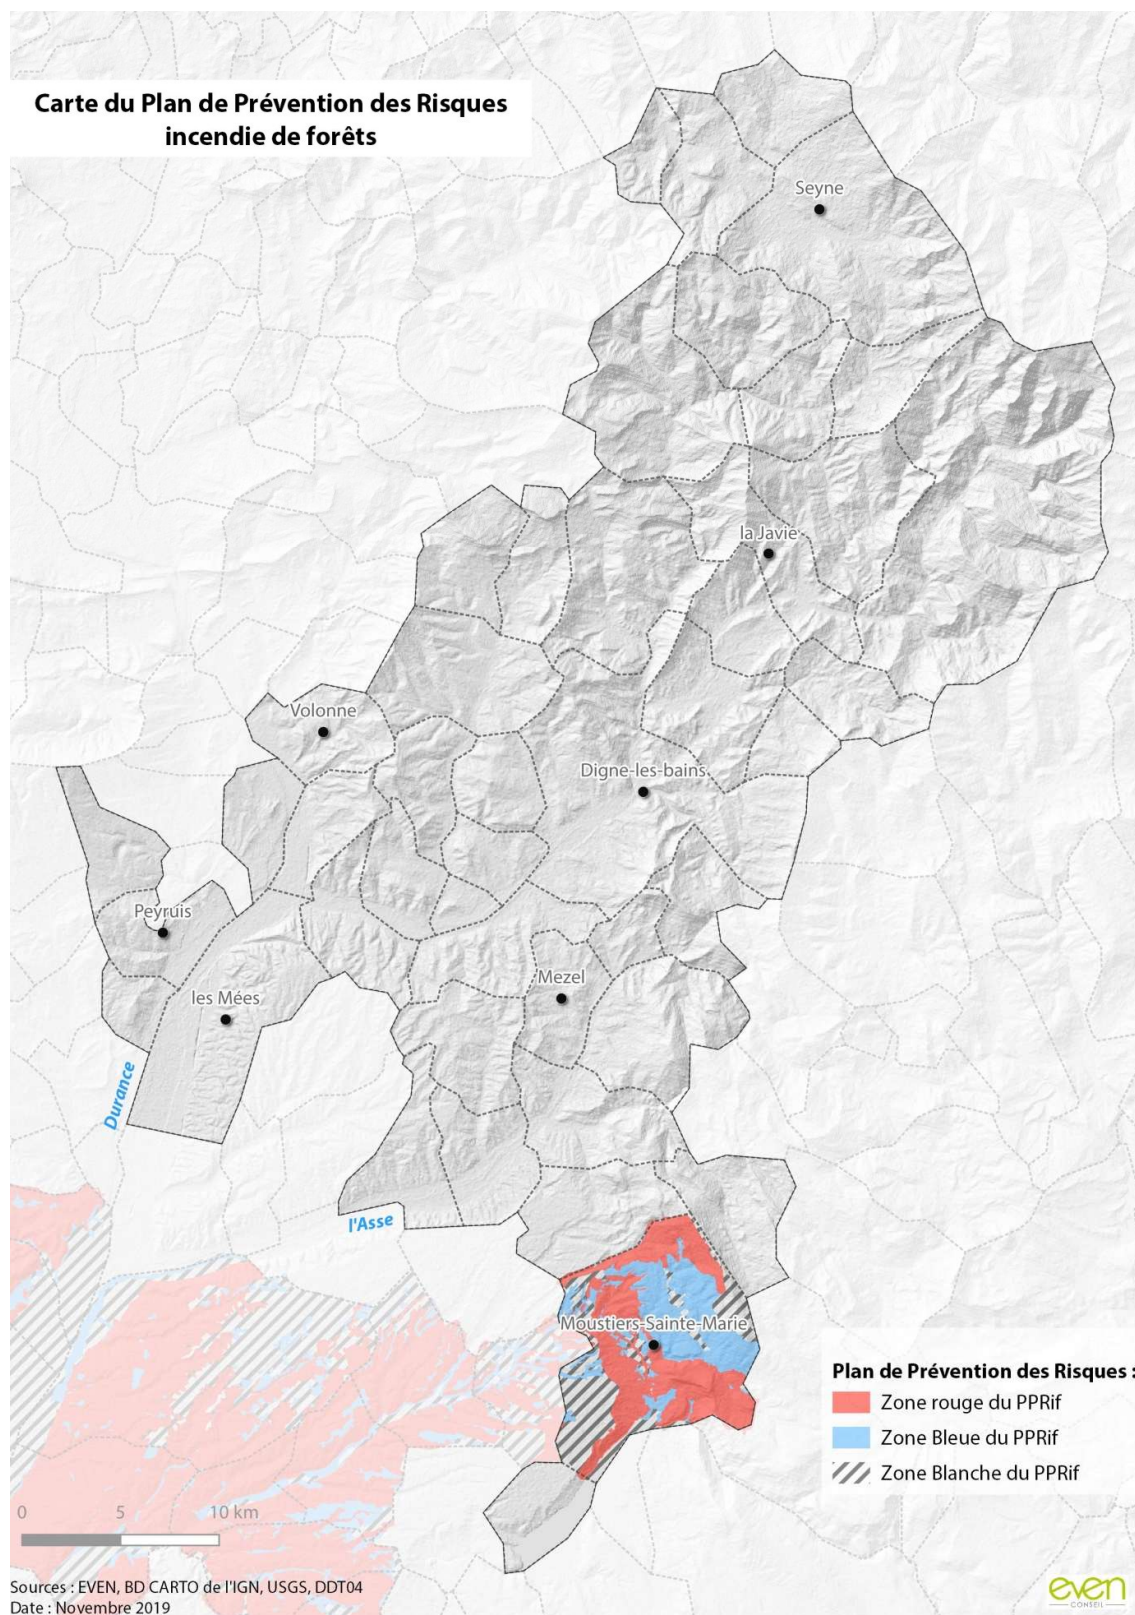 Carte du Plan de Prévention des Risques
incendie de forêts
Seyne
la Javie
Volonne
Digne-les-bains
Peyruis
Mezel
les Mées
Durance
l'Asse
Moustiers-Sainte-Marie
Plan de Prévention des Risques :
Zone rouge du PPRif
Zone Bleue du PPRif
Zone Blanche du PPRif
0 5 10 km
Sources : EVEN, BD CARTO de l'IGN, USGS, DDT04
Date : Novembre 2019
even
CONSEIL